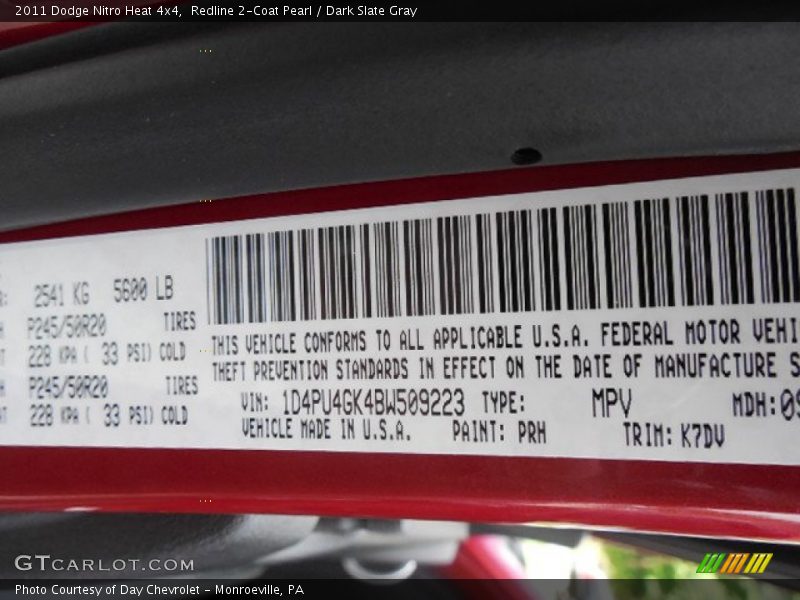 2011 Dodge Nitro Heat 4x4,  Redline 2-Coat Pearl / Dark Slate Gray
2541 KG 5600 LB
P245/50R20 TIRES
228 KPA ( 33 PSI) COLD
P245/50R20 TIRES
228 KPA ( 33 PSI) COLD
THIS VEHICLE CONFORMS TO ALL APPLICABLE U.S.A. FEDERAL MOTOR VEHI
THEFT PREVENTION STANDARDS IN EFFECT ON THE DATE OF MANUFACTURE S
VIN: 1D4PU4GK4BW509223 TYPE: MPV MDH:09
VEHICLE MADE IN U.S.A. PAINT: PRH TRIM: K7DV
GTCARLOT.COM
Photo Courtesy of Day Chevrolet - Monroeville, PA